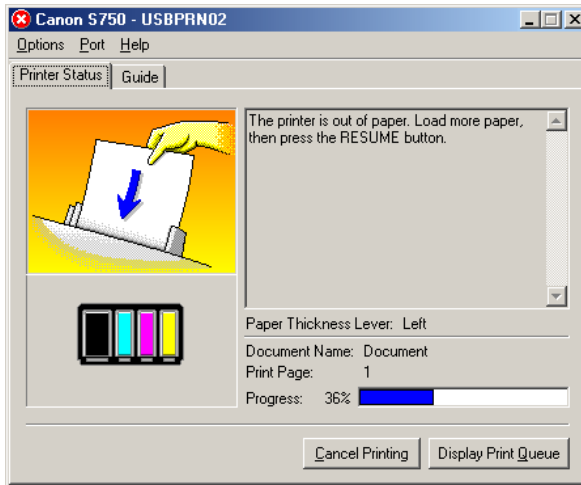 Canon S750 - USBPRN02
Options Port Help
Printer Status Guide
The printer is out of paper. Load more paper,
then press the RESUME button.
Paper Thickness Lever: Left
Document Name: Document
Print Page: 1
Progress: 36%
Cancel Printing Display Print Queue